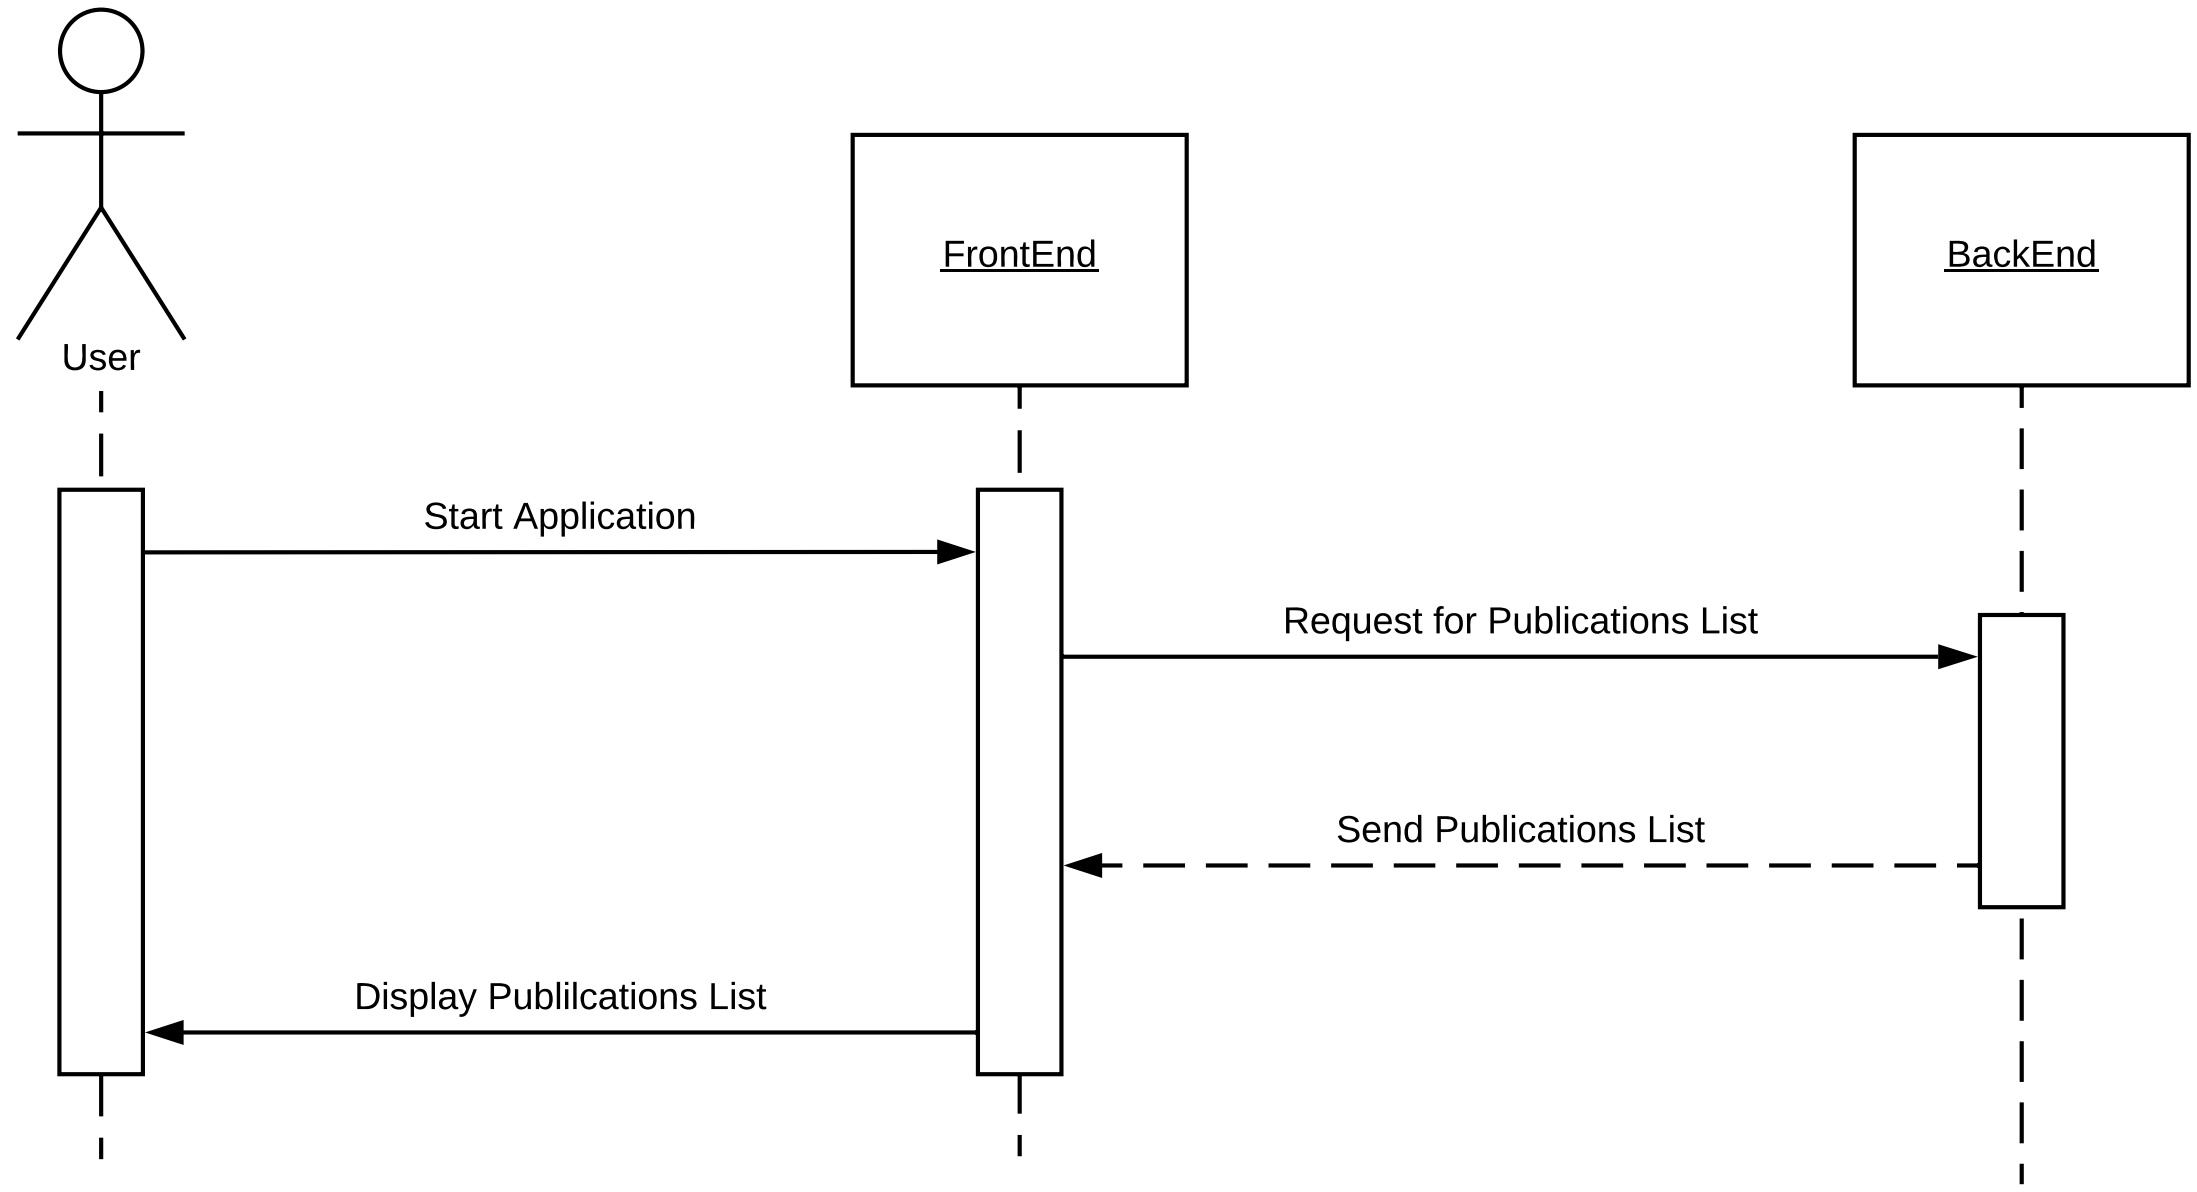 FrontEnd
BackEnd
User
Start Application
Request for Publications List
Send Publications List
Display Publilcations List